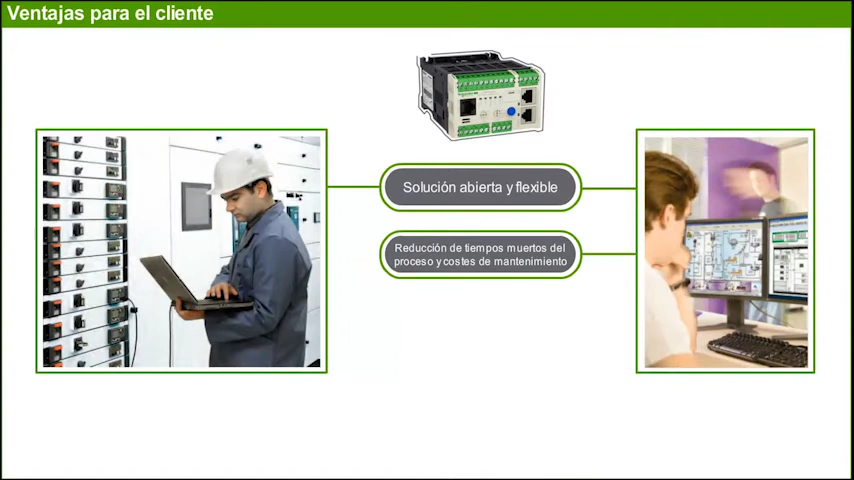 Ventajas para el cliente
Solución abierta y flexible
Reducción de tiempos muertos del
proceso y costes de mantenimiento